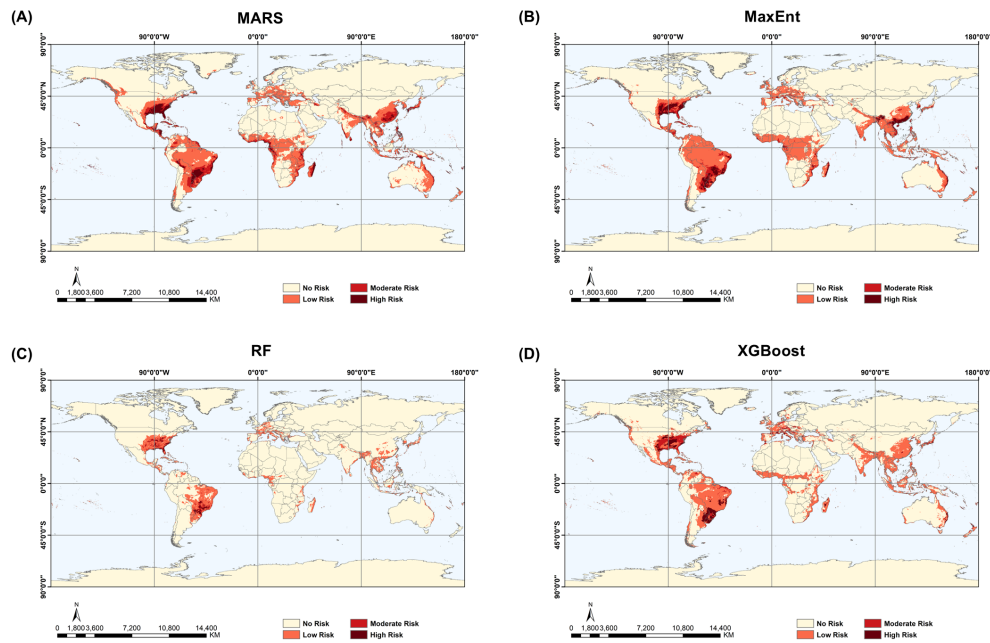 (A)
MARS
90°0'0"W 0°0'0" 90°0'0"E 180°0'0"
90°0'0"N
45°0'0"N
0°0'0"
45°0'0"S
90°0'0"S
N
0 1,800 3,600 7,200 10,800 14,400
KM
No Risk Moderate Risk
Low Risk High Risk
(B)
MaxEnt
90°0'0"W 0°0'0" 90°0'0"E 180°0'0"
90°0'0"N
45°0'0"N
0°0'0"
45°0'0"S
90°0'0"S
N
0 1,800 3,600 7,200 10,800 14,400
KM
No Risk Moderate Risk
Low Risk High Risk
(C)
RF
90°0'0"W 0°0'0" 90°0'0"E 180°0'0"
90°0'0"N
45°0'0"N
0°0'0"
45°0'0"S
90°0'0"S
N
0 1,800 3,600 7,200 10,800 14,400
KM
No Risk Moderate Risk
Low Risk High Risk
(D)
XGBoost
90°0'0"W 0°0'0" 90°0'0"E 180°0'0"
90°0'0"N
45°0'0"N
0°0'0"
45°0'0"S
90°0'0"S
N
0 1,800 3,600 7,200 10,800 14,400
KM
No Risk Moderate Risk
Low Risk High Risk